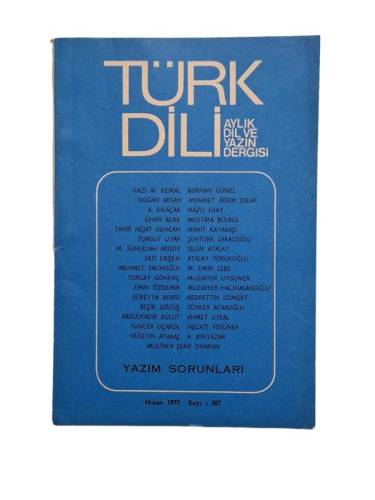 TÜRK
DİLİ
AYLIK
DİL VE
YAZIN
DERGİSİ
GAZİ M. KEMAL BURHAN GÜNEL
DOĞAN AKSAN MEHMET ÂDEM SOLAK
A. DİLÂÇAR NAZLI ERAY
İLHAN BERK MUSTAFA BÜLBÜL
TAHİR NEJAT GENCAN NAHİT KAYABAŞI
TURGUT UYAR ŞENTÜRK SARACOĞLU
M. SUNULLAH ARISOY SELİM ATALAY
SATI ERİŞEN ATALAY YÖRÜKOĞLU
MEHMET SALİHOĞLU M. EMİN LEBE
TURGAY GÖNENÇ MUZAFFER UYGUNER
EMİN ÖZDEMİR MUZAFFER HACIHASANOĞLU
SÜREYYA BERFE BEDRETTİN CÖMERT
BEŞİR GÖĞÜŞ TÜRKER ACAROĞLU
ABDÜLKADİR BULUT AHMET UYSAL
TUNCER UÇAROL NECATİ TOSUNER
HÜSEYİN ATABAŞ A. BİNYAZAR
MUSTAFA ŞERİF ONARAN
YAZIM SORUNLARI
Nisan 1977 Sayı : 307